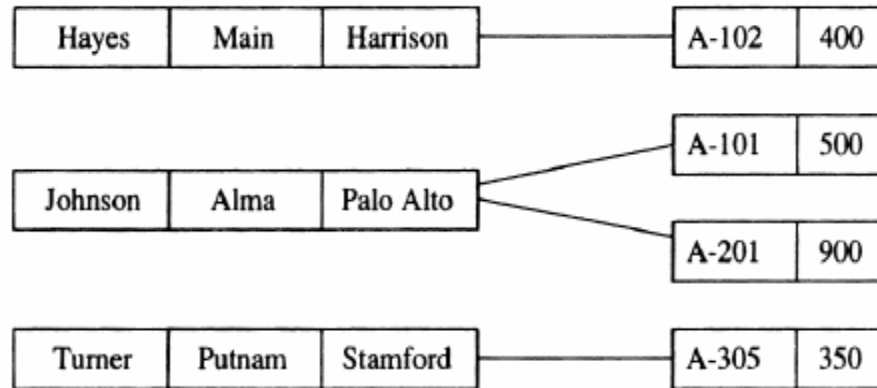 Hayes Main Harrison A-102 400
A-101 500
Johnson Alma Palo Alto
A-201 900
Turner Putnam Stamford A-305 350